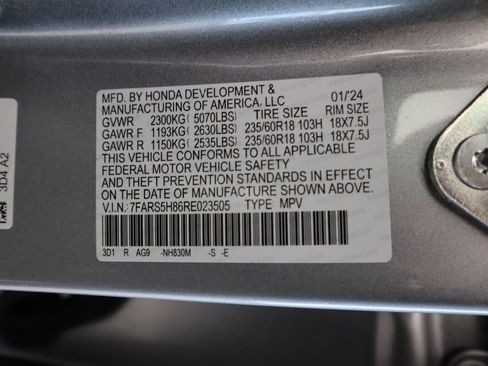 MFD. BY HONDA DEVELOPMENT &
MANUFACTURING OF AMERICA, LLC 01/'24
GVWR 2300KG( 5070LBS) TIRE SIZE RIM SIZE
GAWR F 1193KG( 2630LBS) 235/60R18 103H 18X7.5J
GAWR R 1150KG( 2535LBS) 235/60R18 103H 18X7.5J
THIS VEHICLE CONFORMS TO ALL APPLICABLE
FEDERAL MOTOR VEHICLE SAFETY
AND THEFT PREVENTION STANDARDS IN EFFECT
ON THE DATE OF MANUFACTURE SHOWN ABOVE.
V.I.N.: 7FARS5H86RE023505 TYPE MPV
3D1 R AG9 -NH830M -S -E
3D4 A2